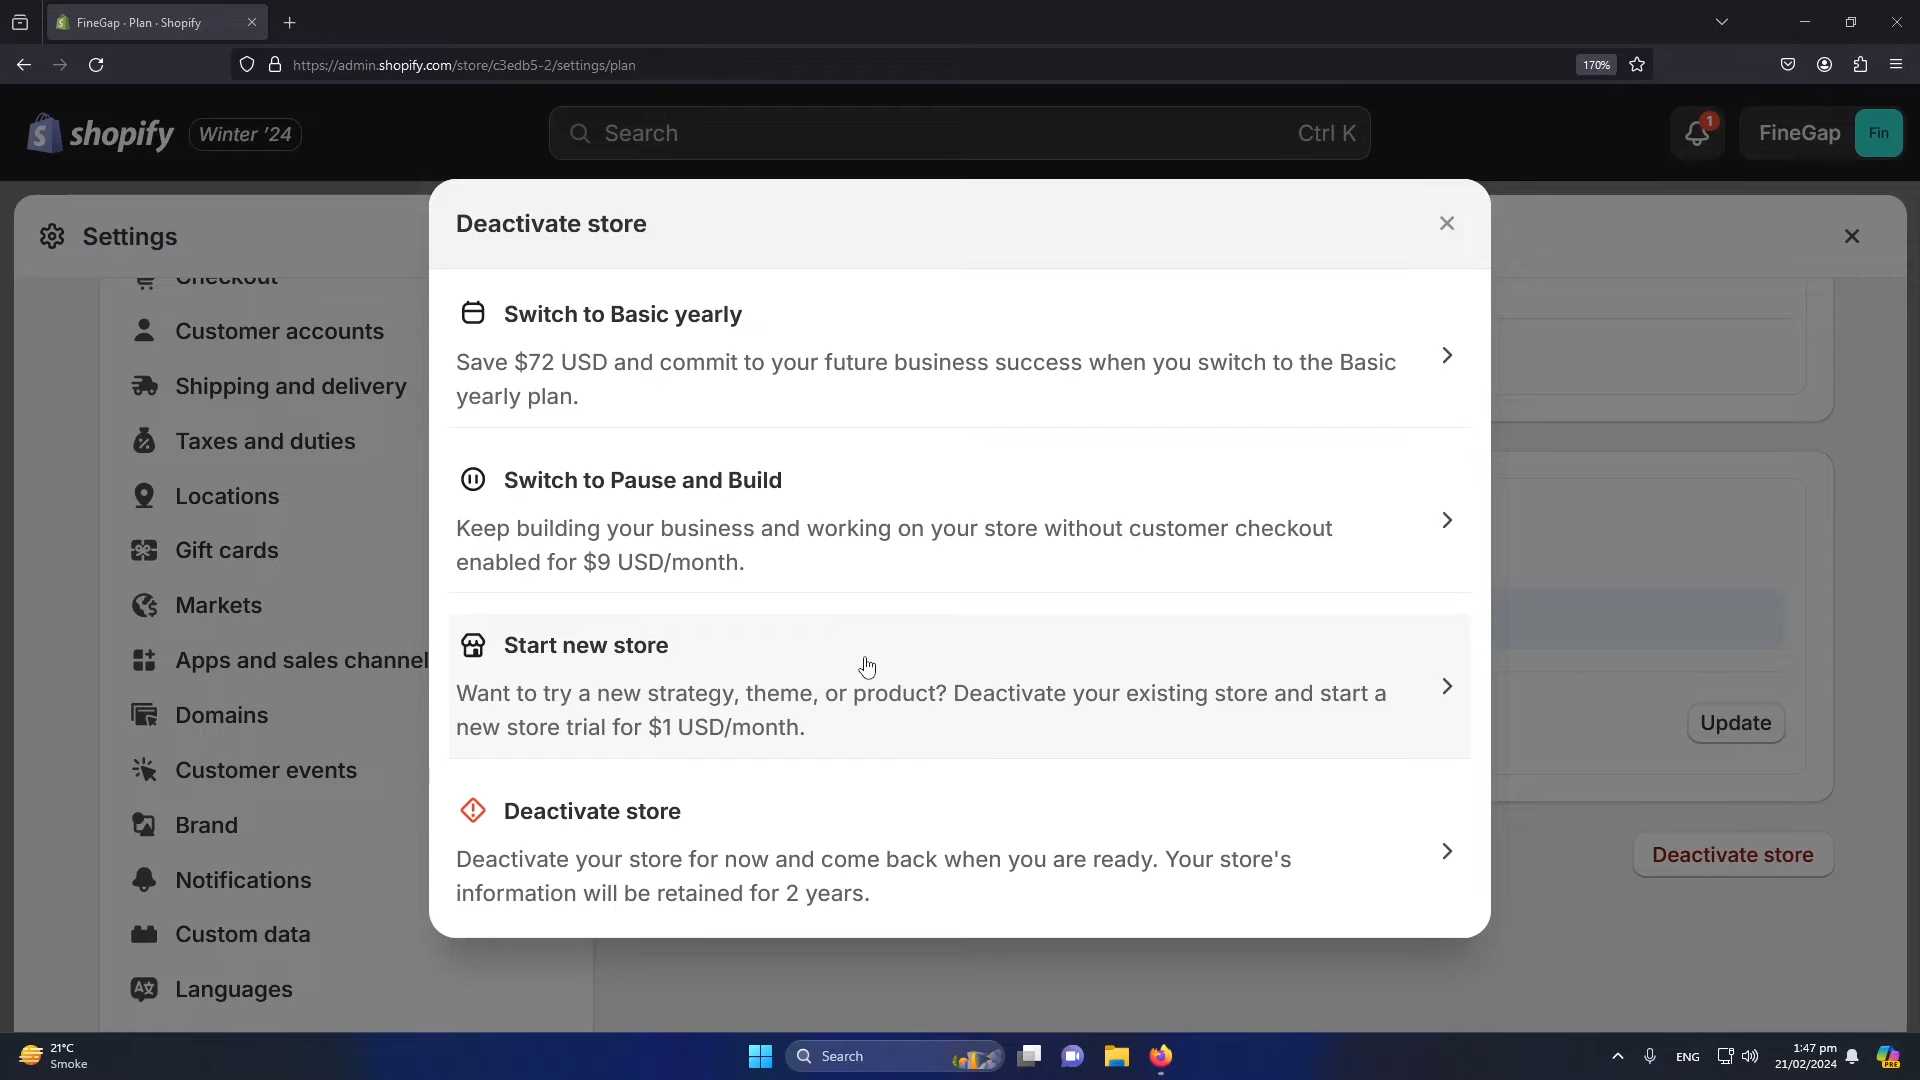 FineGap · Plan · Shopify
https://admin.shopify.com/store/c3edb5-2/settings/plan
170%
shopify
Winter ’24
Search
Ctrl K
1
FineGap
Fin
Settings
Checkout
Customer accounts
Shipping and delivery
Taxes and duties
Locations
Gift cards
Markets
Apps and sales channel
Domains
Customer events
Brand
Notifications
Custom data
Languages
Deactivate store
Switch to Basic yearly
Save $72 USD and commit to your future business success when you switch to the Basic
yearly plan.
Switch to Pause and Build
Keep building your business and working on your store without customer checkout
enabled for $9 USD/month.
Start new store
Want to try a new strategy, theme, or product? Deactivate your existing store and start a
new store trial for $1 USD/month.
Deactivate store
Deactivate your store for now and come back when you are ready. Your store's
information will be retained for 2 years.
Update
Deactivate store
21°C
Smoke
Search
ENG
1:47 pm
21/02/2024
PRE